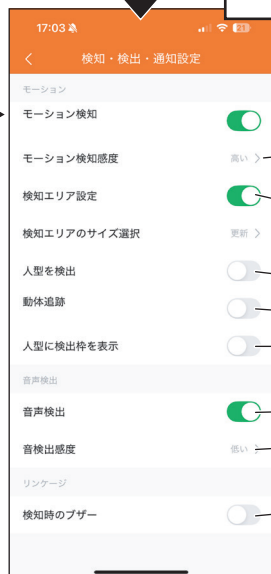 17:03
21
検知・検出・通知設定
モーション
モーション検知
モーション検知感度 高い
検知エリア設定
検知エリアのサイズ選択 更新
人型を検出
動体追跡
人型に検出枠を表示
音声検出
音声検出
音検出感度 低い
リンケージ
検知時のブザー